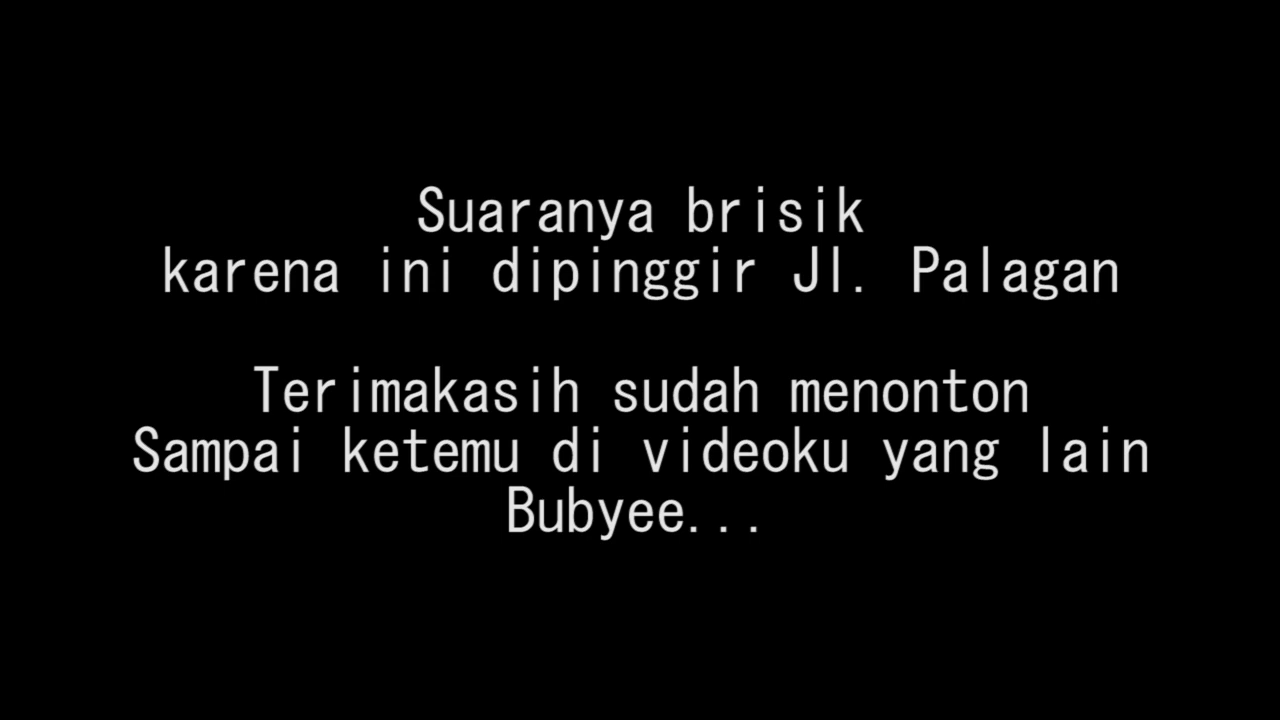 Suaranya brisik
karena ini dipinggir Jl. Palagan
Terimakasih sudah menonton
Sampai ketemu di videoku yang lain
Bubyee...